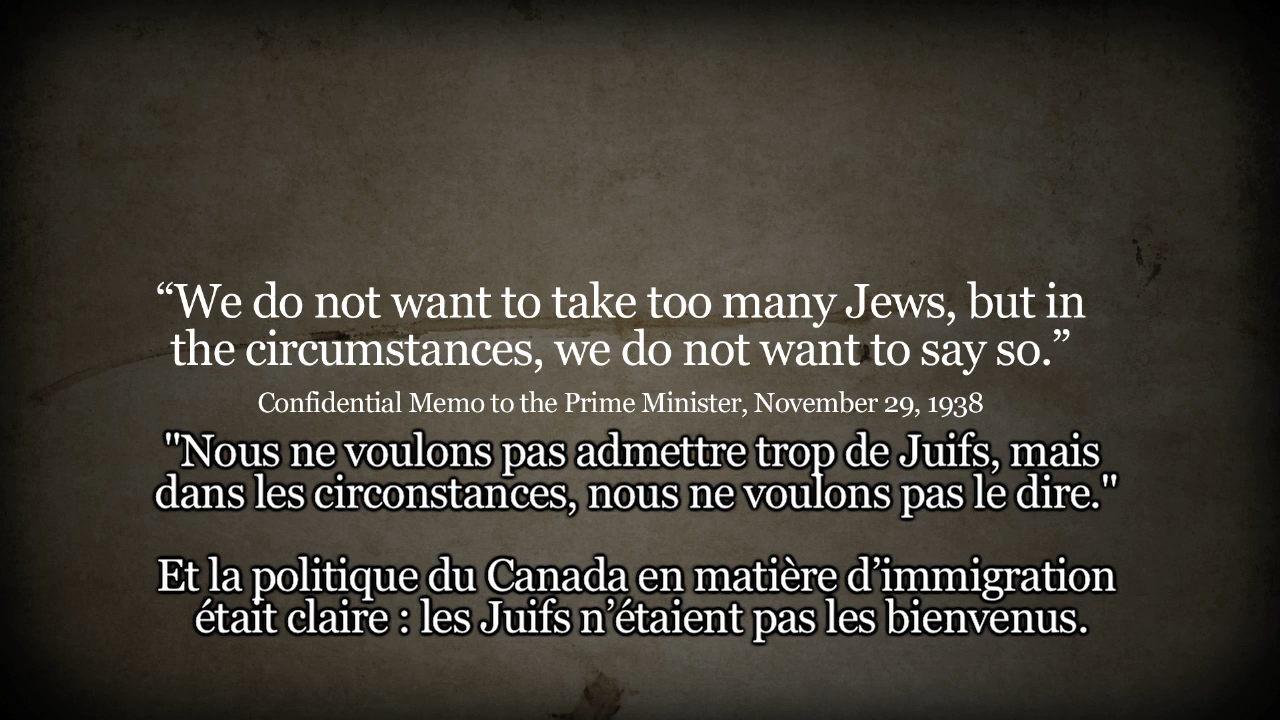 “We do not want to take too many Jews, but in
the circumstances, we do not want to say so.”
Confidential Memo to the Prime Minister, November 29, 1938
"Nous ne voulons pas admettre trop de Juifs, mais
dans les circonstances, nous ne voulons pas le dire."
Et la politique du Canada en matière d’immigration
était claire : les Juifs n’étaient pas les bienvenus.